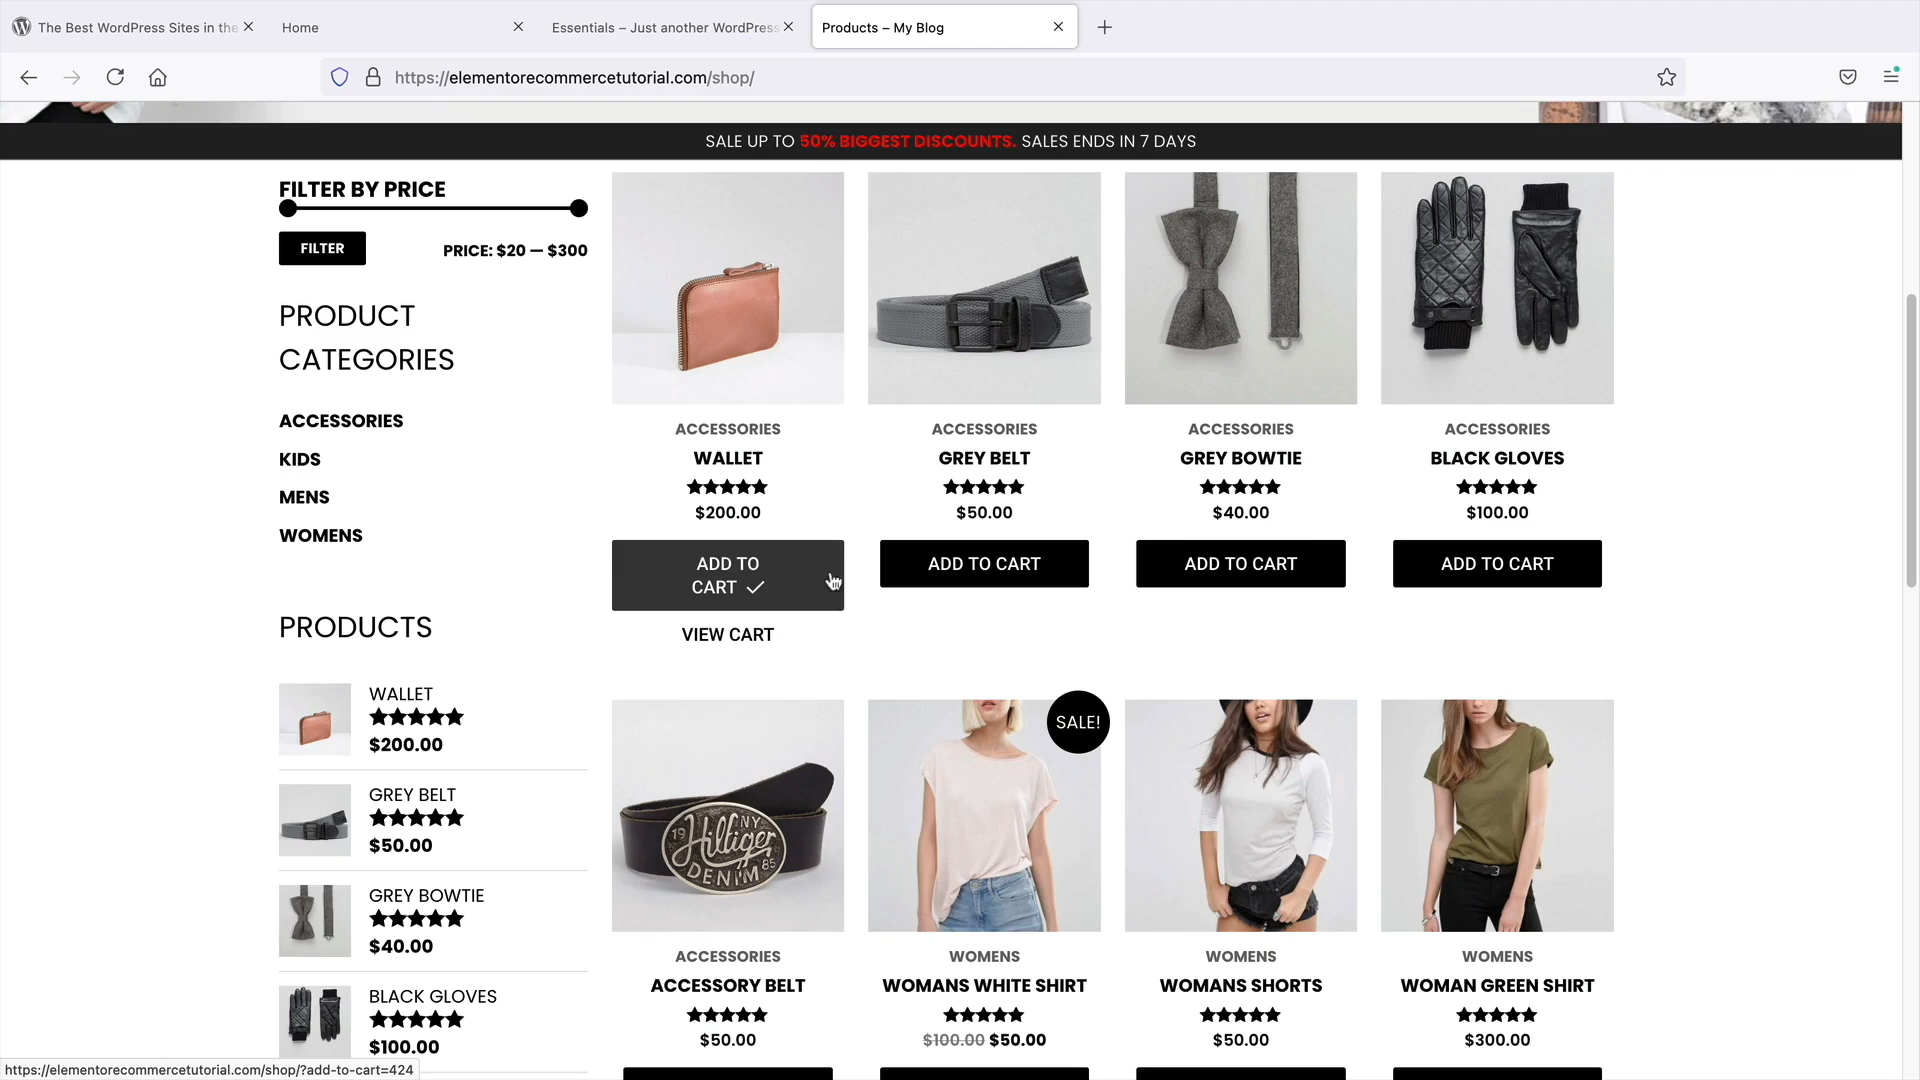 The Best WordPress Sites in the
Home
Essentials – Just another WordPress
Products – My Blog
https://elementorecommercetutorial.com/shop/
SALE UP TO 50% BIGGEST DISCOUNTS. SALES ENDS IN 7 DAYS
FILTER BY PRICE
FILTER
PRICE: $20 — $300
PRODUCT
CATEGORIES
ACCESSORIES
KIDS
MENS
WOMENS
PRODUCTS
WALLET
$200.00
GREY BELT
$50.00
GREY BOWTIE
$40.00
BLACK GLOVES
$100.00
ACCESSORIES
WALLET
$200.00
ADD TO
CART
VIEW CART
ACCESSORIES
GREY BELT
$50.00
ADD TO CART
ACCESSORIES
GREY BOWTIE
$40.00
ADD TO CART
ACCESSORIES
BLACK GLOVES
$100.00
ADD TO CART
19 NY
Hilfiger
DENIM 85
ACCESSORIES
ACCESSORY BELT
$50.00
SALE!
WOMENS
WOMANS WHITE SHIRT
$100.00 $50.00
WOMENS
WOMANS SHORTS
$50.00
WOMENS
WOMAN GREEN SHIRT
$300.00
https://elementorecommercetutorial.com/shop/?add-to-cart=424